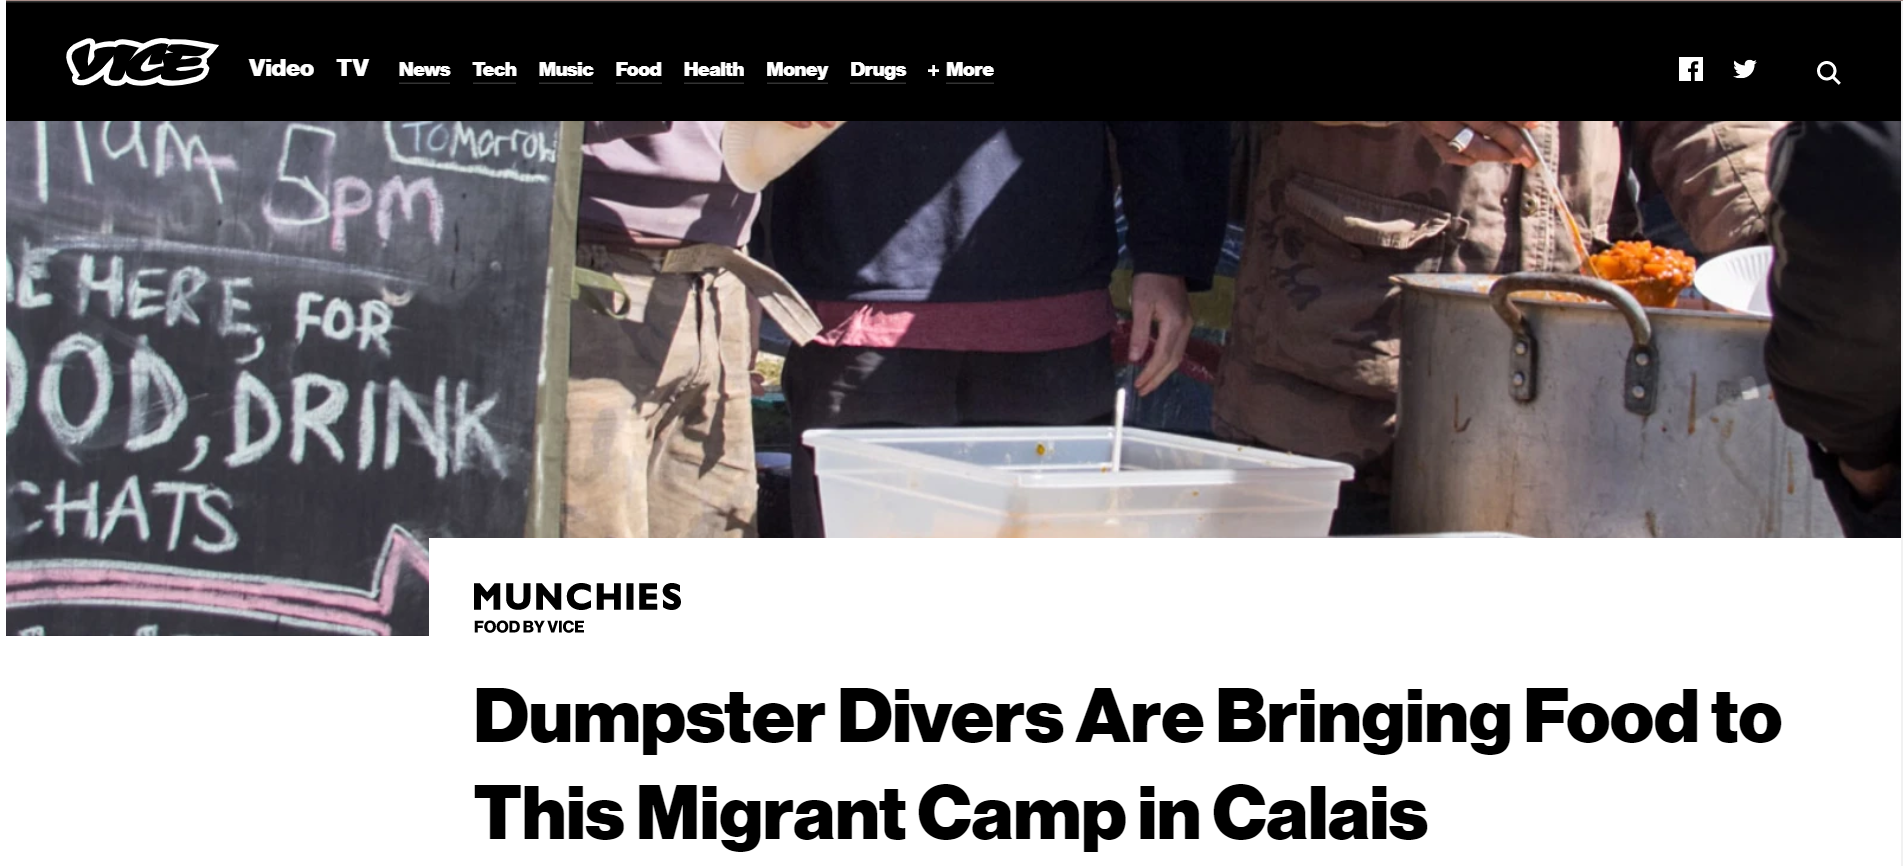 VICE
Video TV News Tech Music Food Health Money Drugs + More
11am 5pm
TOMorrow
HERE, FOR
DRINK
CHATS
MUNCHIES
FOOD BY VICE
Dumpster Divers Are Bringing Food to
This Migrant Camp in Calais